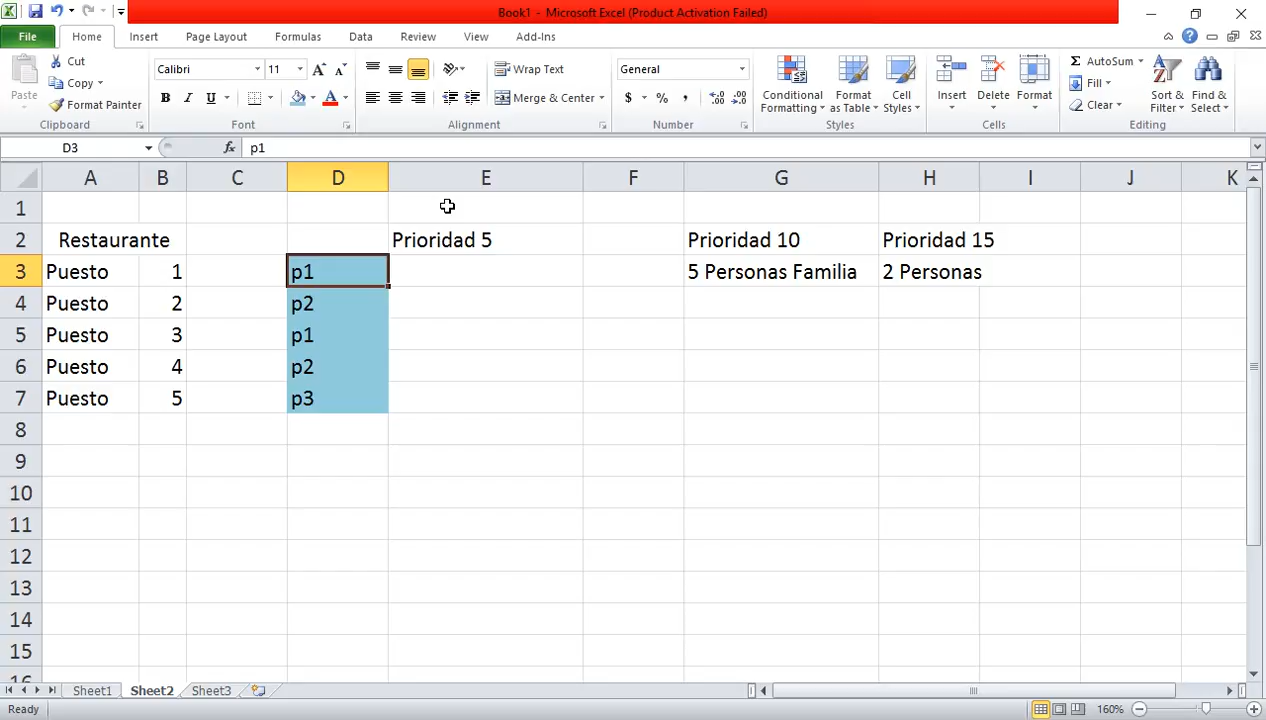 Book1 - Microsoft Excel (Product Activation Failed)
File Home Insert Page Layout Formulas Data Review View Add-Ins
Paste Cut Copy Format Painter Clipboard
Calibri 11 A A B I U A Font
Wrap Text Merge & Center Alignment
General $ % , .00 .0 Number
Conditional Formatting Format as Table Cell Styles Styles
Insert Delete Format Cells
Σ AutoSum Fill Clear Sort & Filter Find & Select Editing
D3 fx p1
A B C D E F G H I J K
1
2 Restaurante Prioridad 5 Prioridad 10 Prioridad 15
3 Puesto 1 p1 5 Personas Familia 2 Personas
4 Puesto 2 p2
5 Puesto 3 p1
6 Puesto 4 p2
7 Puesto 5 p3
8
9
10
11
12
13
14
15
16
Sheet1 Sheet2 Sheet3
Ready 160%